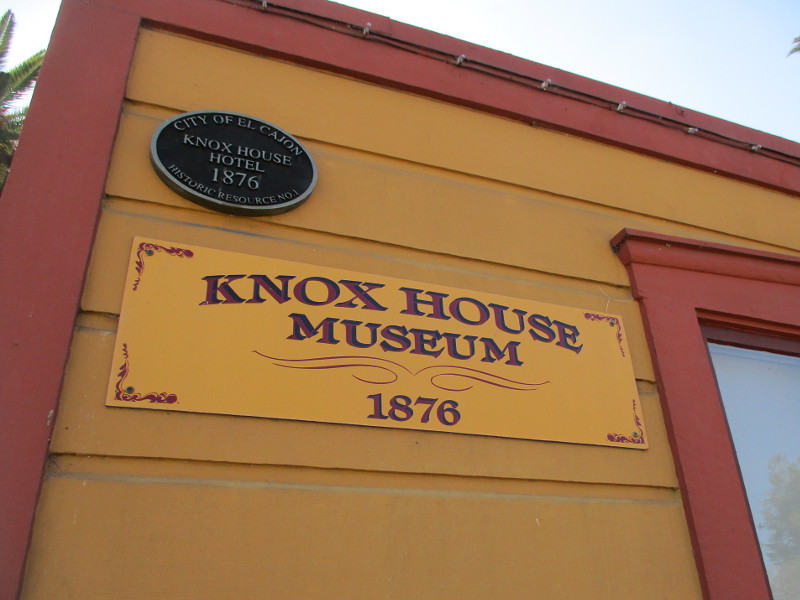 CITY OF EL CAJON
KNOX HOUSE
HOTEL
1876
HISTORIC RESOURCE NO.1
KNOX HOUSE
MUSEUM
1876